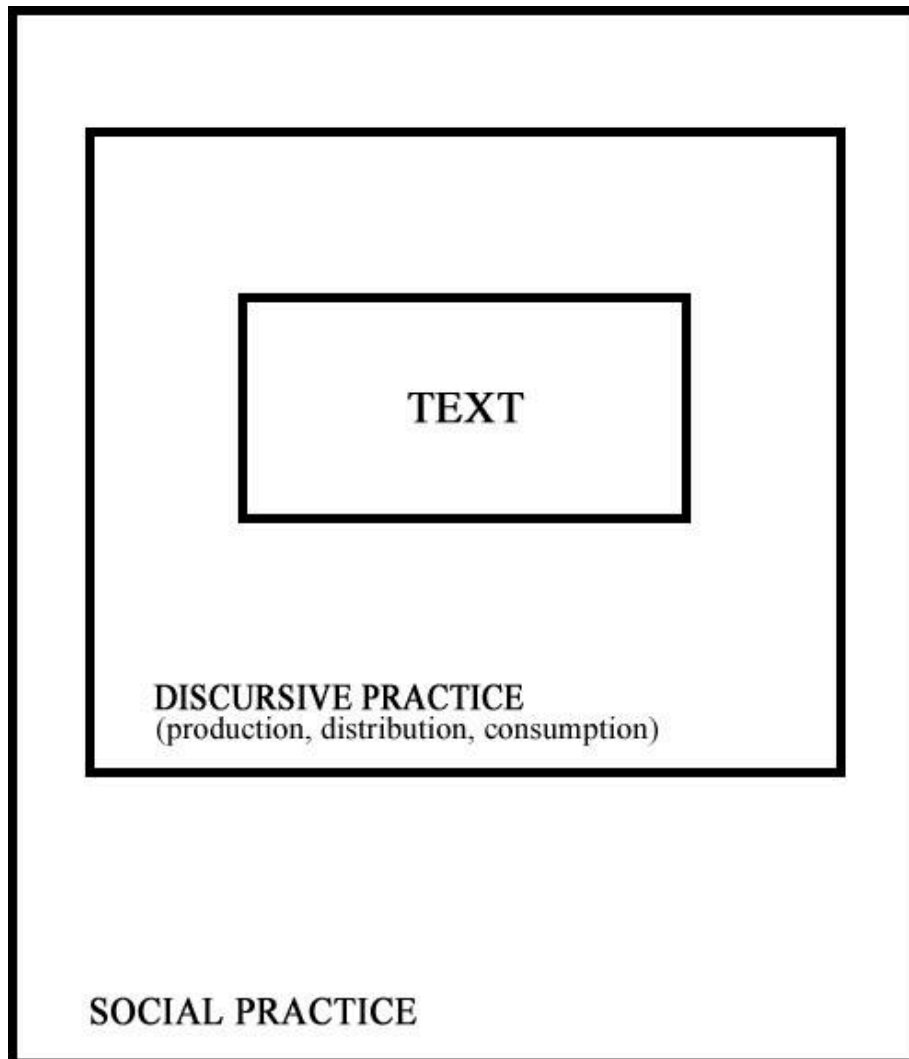 TEXT
DISCURSIVE PRACTICE
(production, distribution, consumption)
SOCIAL PRACTICE